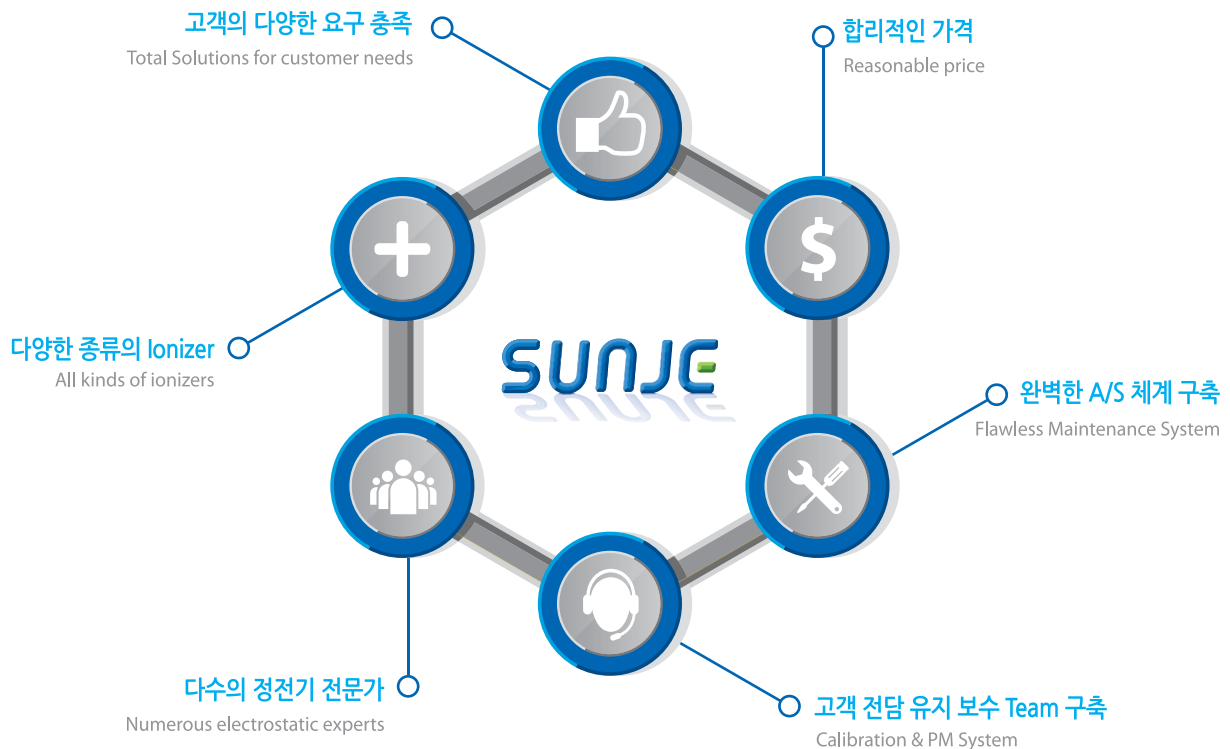 고객의 다양한 요구 충족
Total Solutions for customer needs
합리적인 가격
Reasonable price
$
다양한 종류의 Ionizer
All kinds of ionizers
SUNJE
완벽한 A/S 체계 구축
Flawless Maintenance System
다수의 정전기 전문가
Numerous electrostatic experts
고객 전담 유지 보수 Team 구축
Calibration & PM System